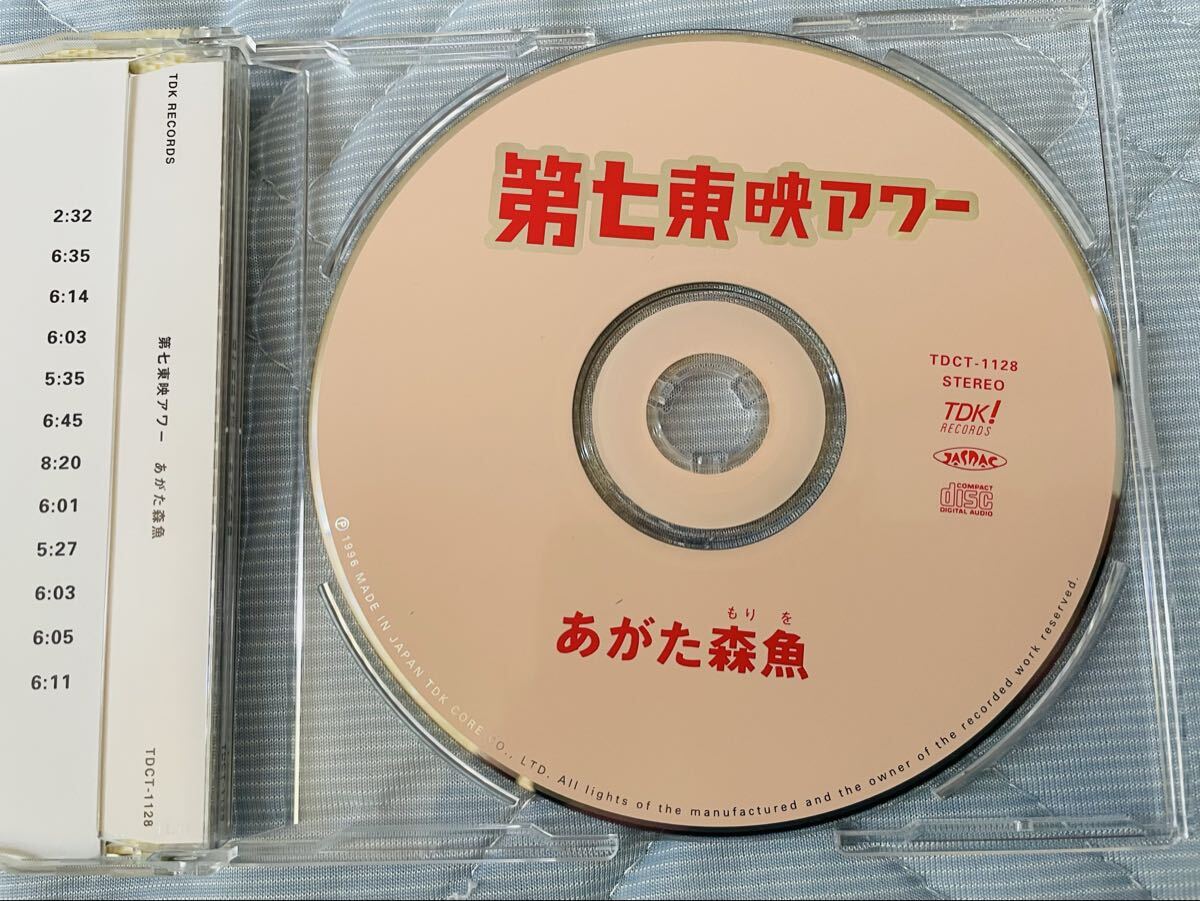 2:32
6:35
6:14
6:03
5:35
6:45
8:20
6:01
5:27
6:03
6:05
6:11
TDK RECORDS
第七東映アワー あがた森魚
TDCT-1128
第七東映アワー
TDCT-1128
STEREO
TDK!
RECORDS
JASRAC
COMPACT
disc
DIGITAL AUDIO
もり を
あがた森魚
Ⓟ 1996 MADE IN JAPAN TDK CORE CO., LTD. All lights of the manufactured and the owner of the recorded work reserved.